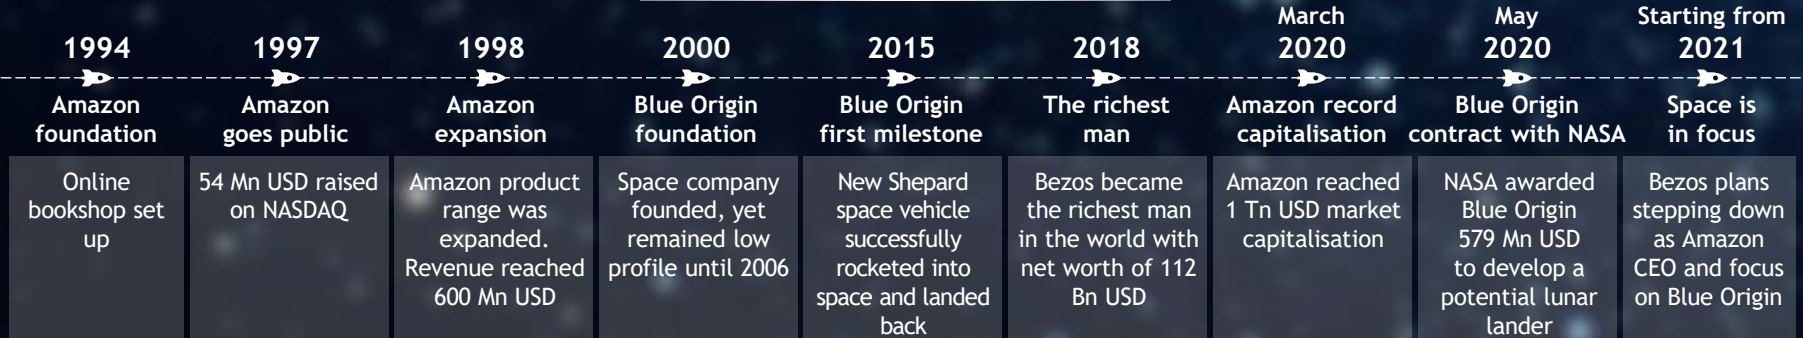 1994
Amazon
foundation
Online
bookshop set
up
1997
Amazon
goes public
54 Mn USD raised
on NASDAQ
1998
Amazon
expansion
Amazon product
range was
expanded.
Revenue reached
600 Mn USD
2000
Blue Origin
foundation
Space company
founded, yet
remained low
profile until 2006
2015
Blue Origin
first milestone
New Shepard
space vehicle
successfully
rocketed into
space and landed
back
2018
The richest
man
Bezos became
the richest man
in the world with
net worth of 112
Bn USD
March
2020
Amazon record
capitalisation
Amazon reached
1 Tn USD market
capitalisation
May
2020
Blue Origin
contract with NASA
NASA awarded
Blue Origin
579 Mn USD
to develop a
potential lunar
lander
Starting from
2021
Space is
in focus
Bezos plans
stepping down
as Amazon
CEO and focus
on Blue Origin